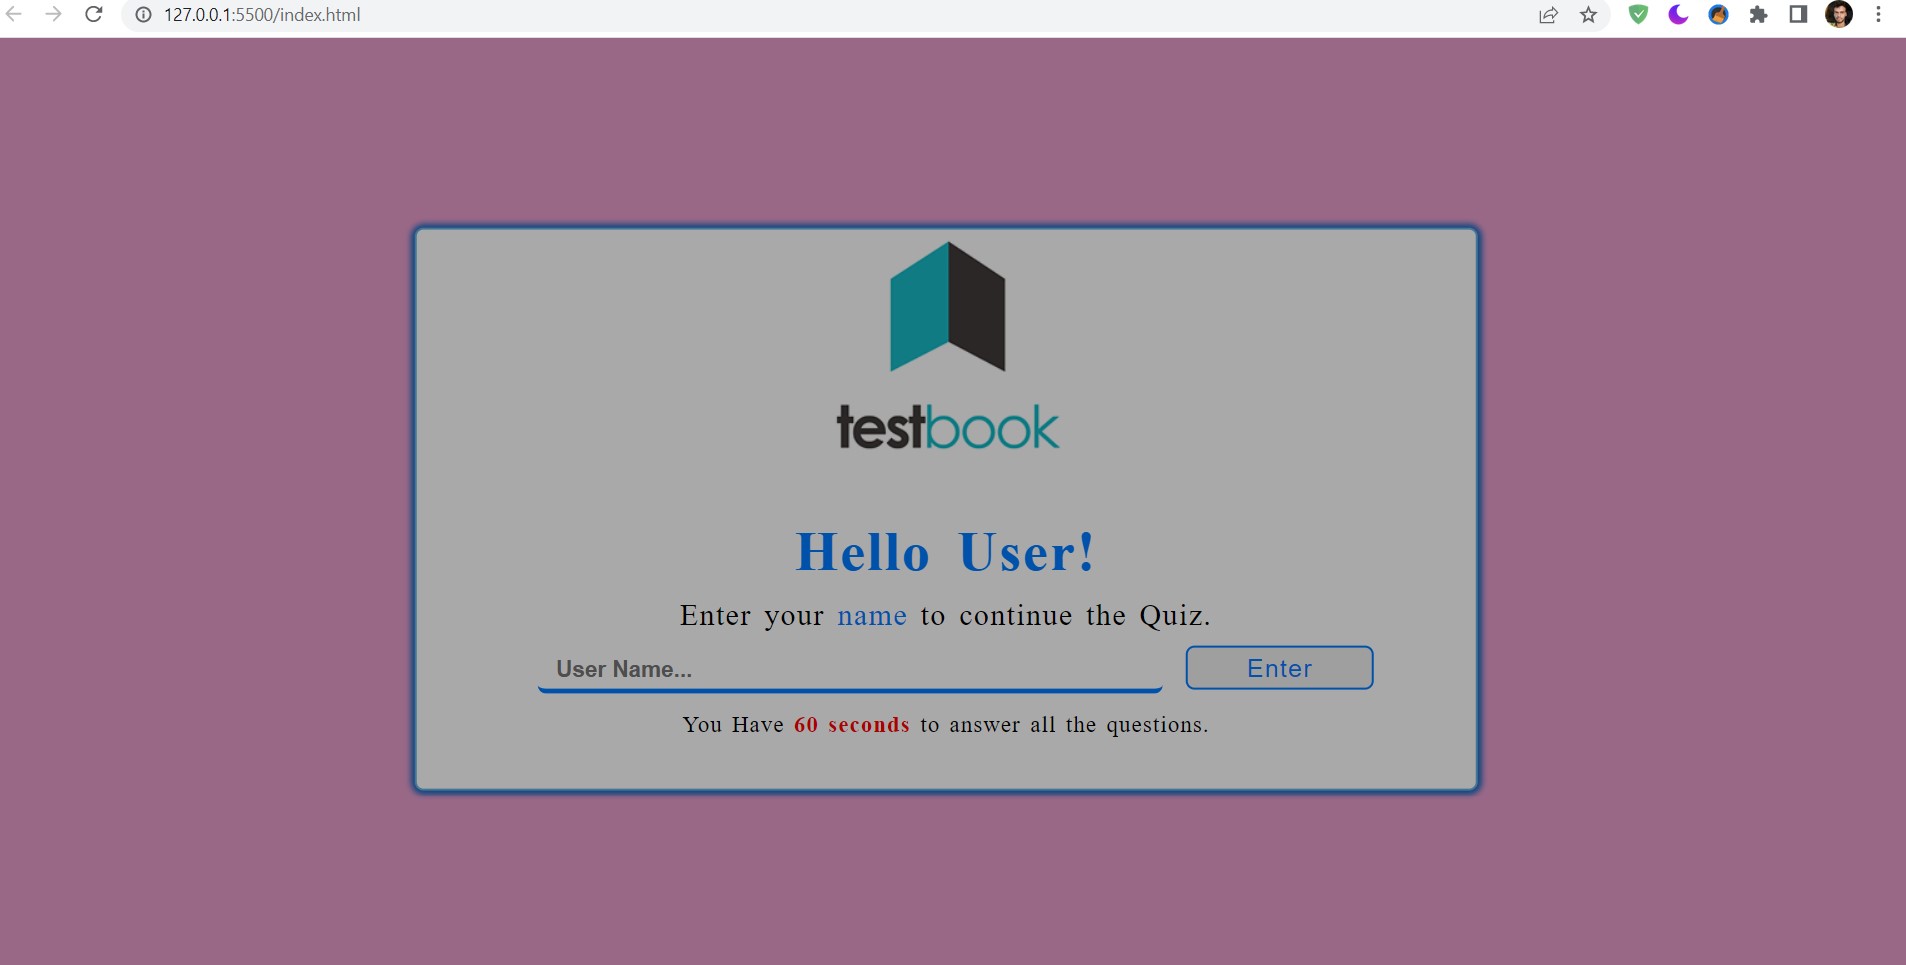 127.0.0.1:5500/index.html
testbook
Hello User!
Enter your name to continue the Quiz.
User Name...
Enter
You Have 60 seconds to answer all the questions.